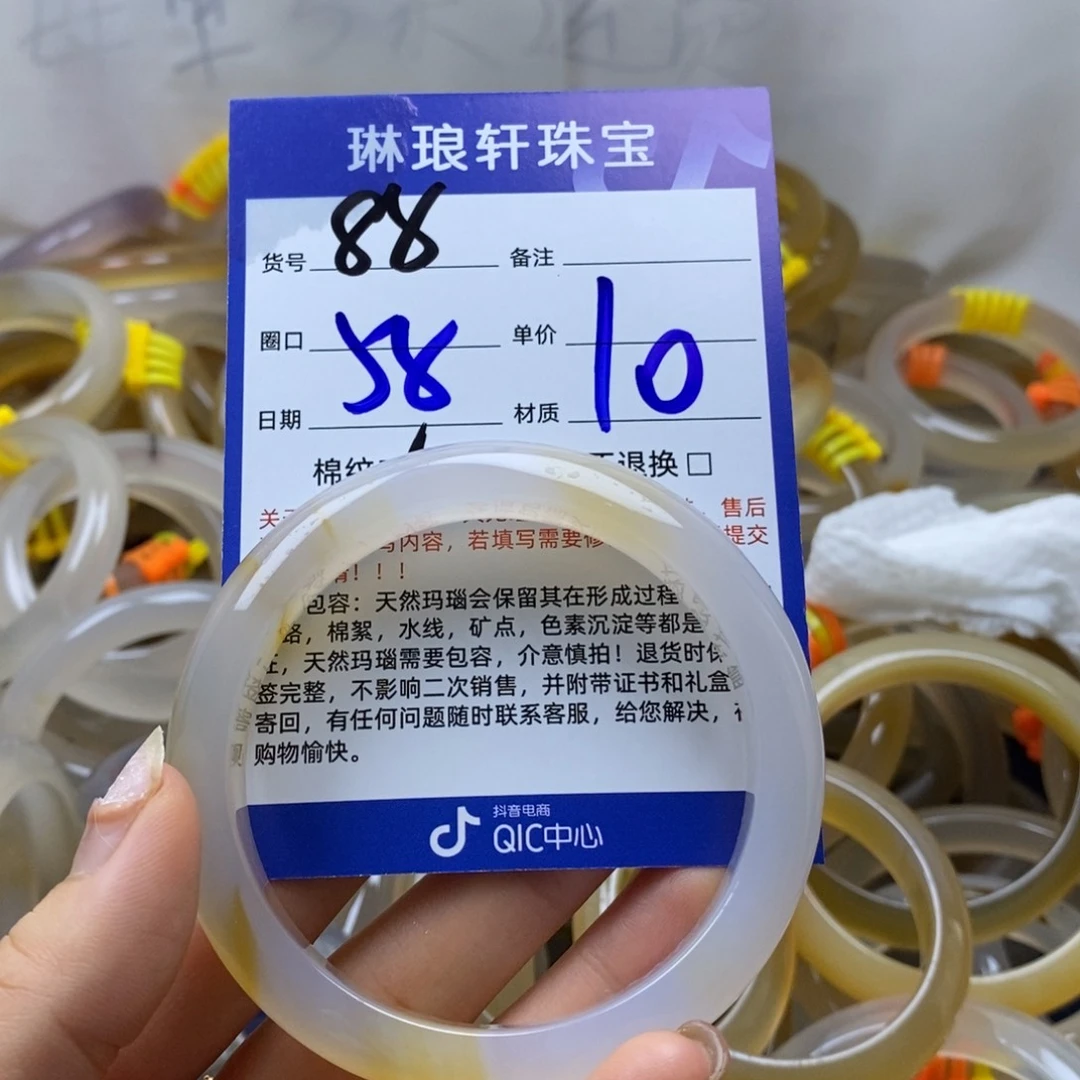 琳琅轩珠宝
货号 88 备注
圈口 58 单价 10
日期 材质
棉纹 退换 □
售后
内容，若填写需要修 提交
！！！
包容：天然玛瑙会保留其在形成过程
，棉絮，水线，矿点，色素沉淀等都是
，天然玛瑙需要包容，介意慎拍！退货时保
签完整，不影响二次销售，并附带证书和礼盒
寄回，有任何问题随时联系客服，给您解决，
购物愉快。
抖音电商
QIC中心